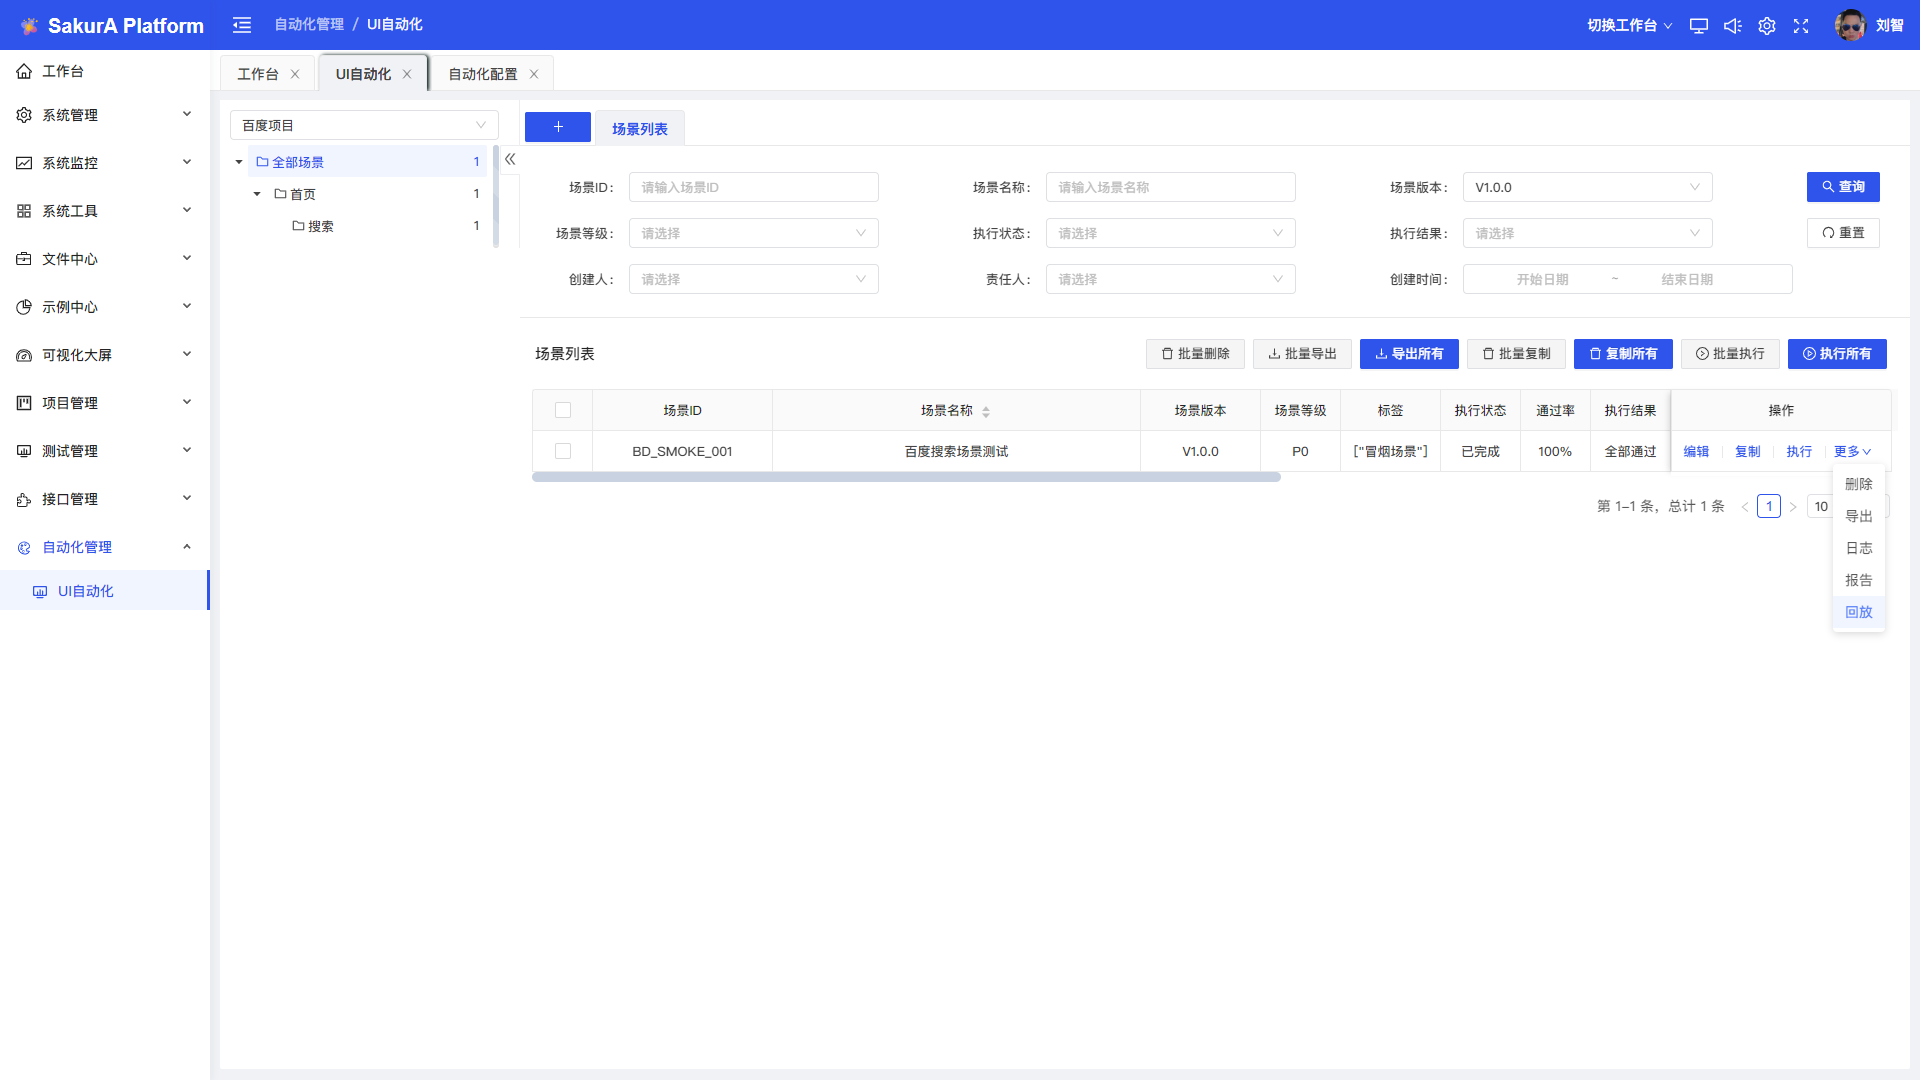 SakurA Platform
自动化管理 / UI自动化
切换工作台
刘智
工作台
系统管理
系统监控
系统工具
文件中心
示例中心
可视化大屏
项目管理
测试管理
接口管理
自动化管理
UI自动化
工作台
UI自动化
自动化配置
百度项目
全部场景 1
首页 1
搜索 1
场景列表
场景ID： 请输入场景ID
场景名称： 请输入场景名称
场景版本： V1.0.0
查询
场景等级： 请选择
执行状态： 请选择
执行结果： 请选择
重置
创建人： 请选择
责任人： 请选择
创建时间： 开始日期 ~ 结束日期
场景列表
批量删除
批量导出
导出所有
批量复制
复制所有
批量执行
执行所有
场景ID 场景名称 场景版本 场景等级 标签 执行状态 通过率 执行结果 操作
BD_SMOKE_001 百度搜索场景测试 V1.0.0 P0 ["冒烟场景"] 已完成 100% 全部通过 编辑 复制 执行 更多
第 1-1 条，总计 1 条 1 10
删除
导出
日志
报告
回放